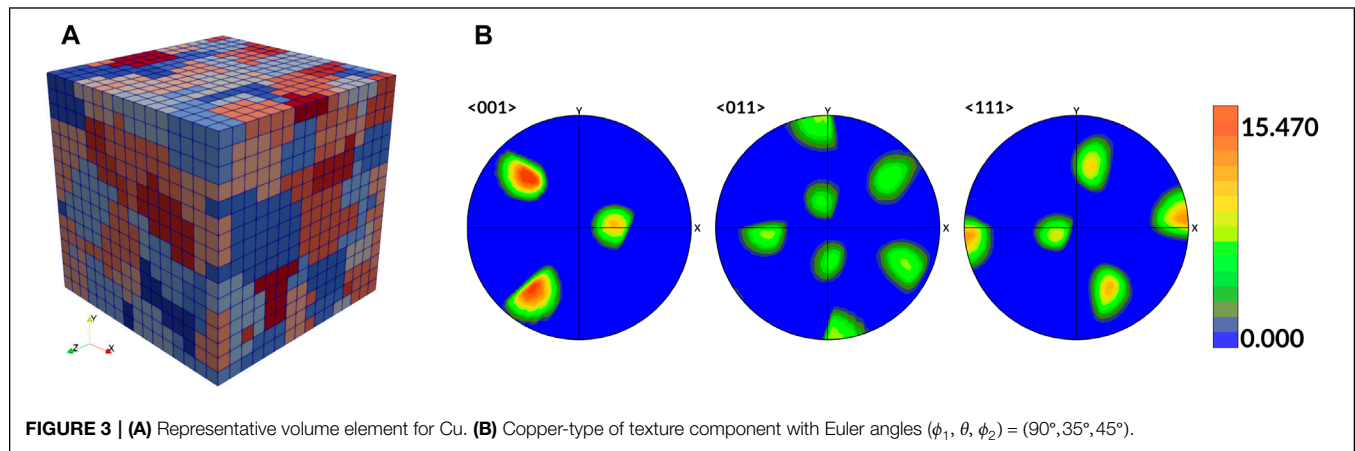 A
B
<001>
<011>
<111>
Y
Y
Y
X
X
X
15.470
0.000
Y
Z
X
FIGURE 3 | (A) Representative volume element for Cu. (B) Copper-type of texture component with Euler angles (ϕ₁, θ, ϕ₂) = (90°,35°,45°).